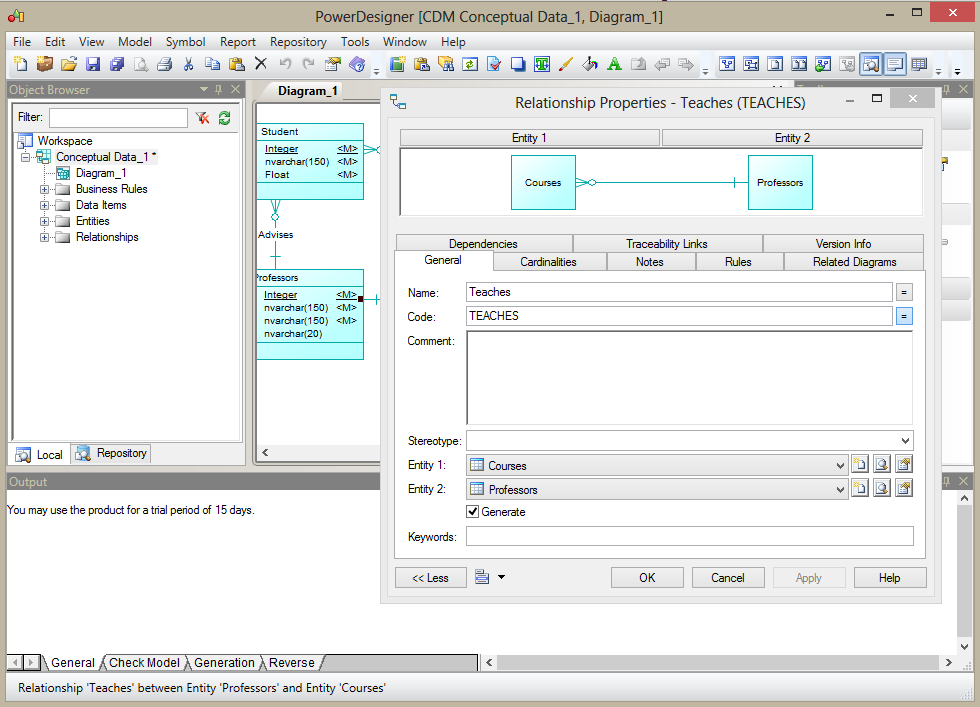 PowerDesigner [CDM Conceptual Data_1, Diagram_1]
File Edit View Model Symbol Report Repository Tools Window Help
Object Browser
Filter:
Workspace
Conceptual Data_1 *
Diagram_1
Business Rules
Data Items
Entities
Relationships
Local Repository
Diagram_1
Student
Integer <M>
nvarchar(150) <M>
Float <M>
Advises
Professors
Integer <M>
nvarchar(150) <M>
nvarchar(150) <M>
nvarchar(20)
Relationship Properties - Teaches (TEACHES)
Entity 1 Entity 2
Courses Professors
Dependencies Traceability Links Version Info
General Cardinalities Notes Rules Related Diagrams
Name: Teaches =
Code: TEACHES =
Comment:
Stereotype:
Entity 1: Courses
Entity 2: Professors
Generate
Keywords:
<< Less OK Cancel Apply Help
Output
You may use the product for a trial period of 15 days.
General Check Model Generation Reverse
Relationship 'Teaches' between Entity 'Professors' and Entity 'Courses'